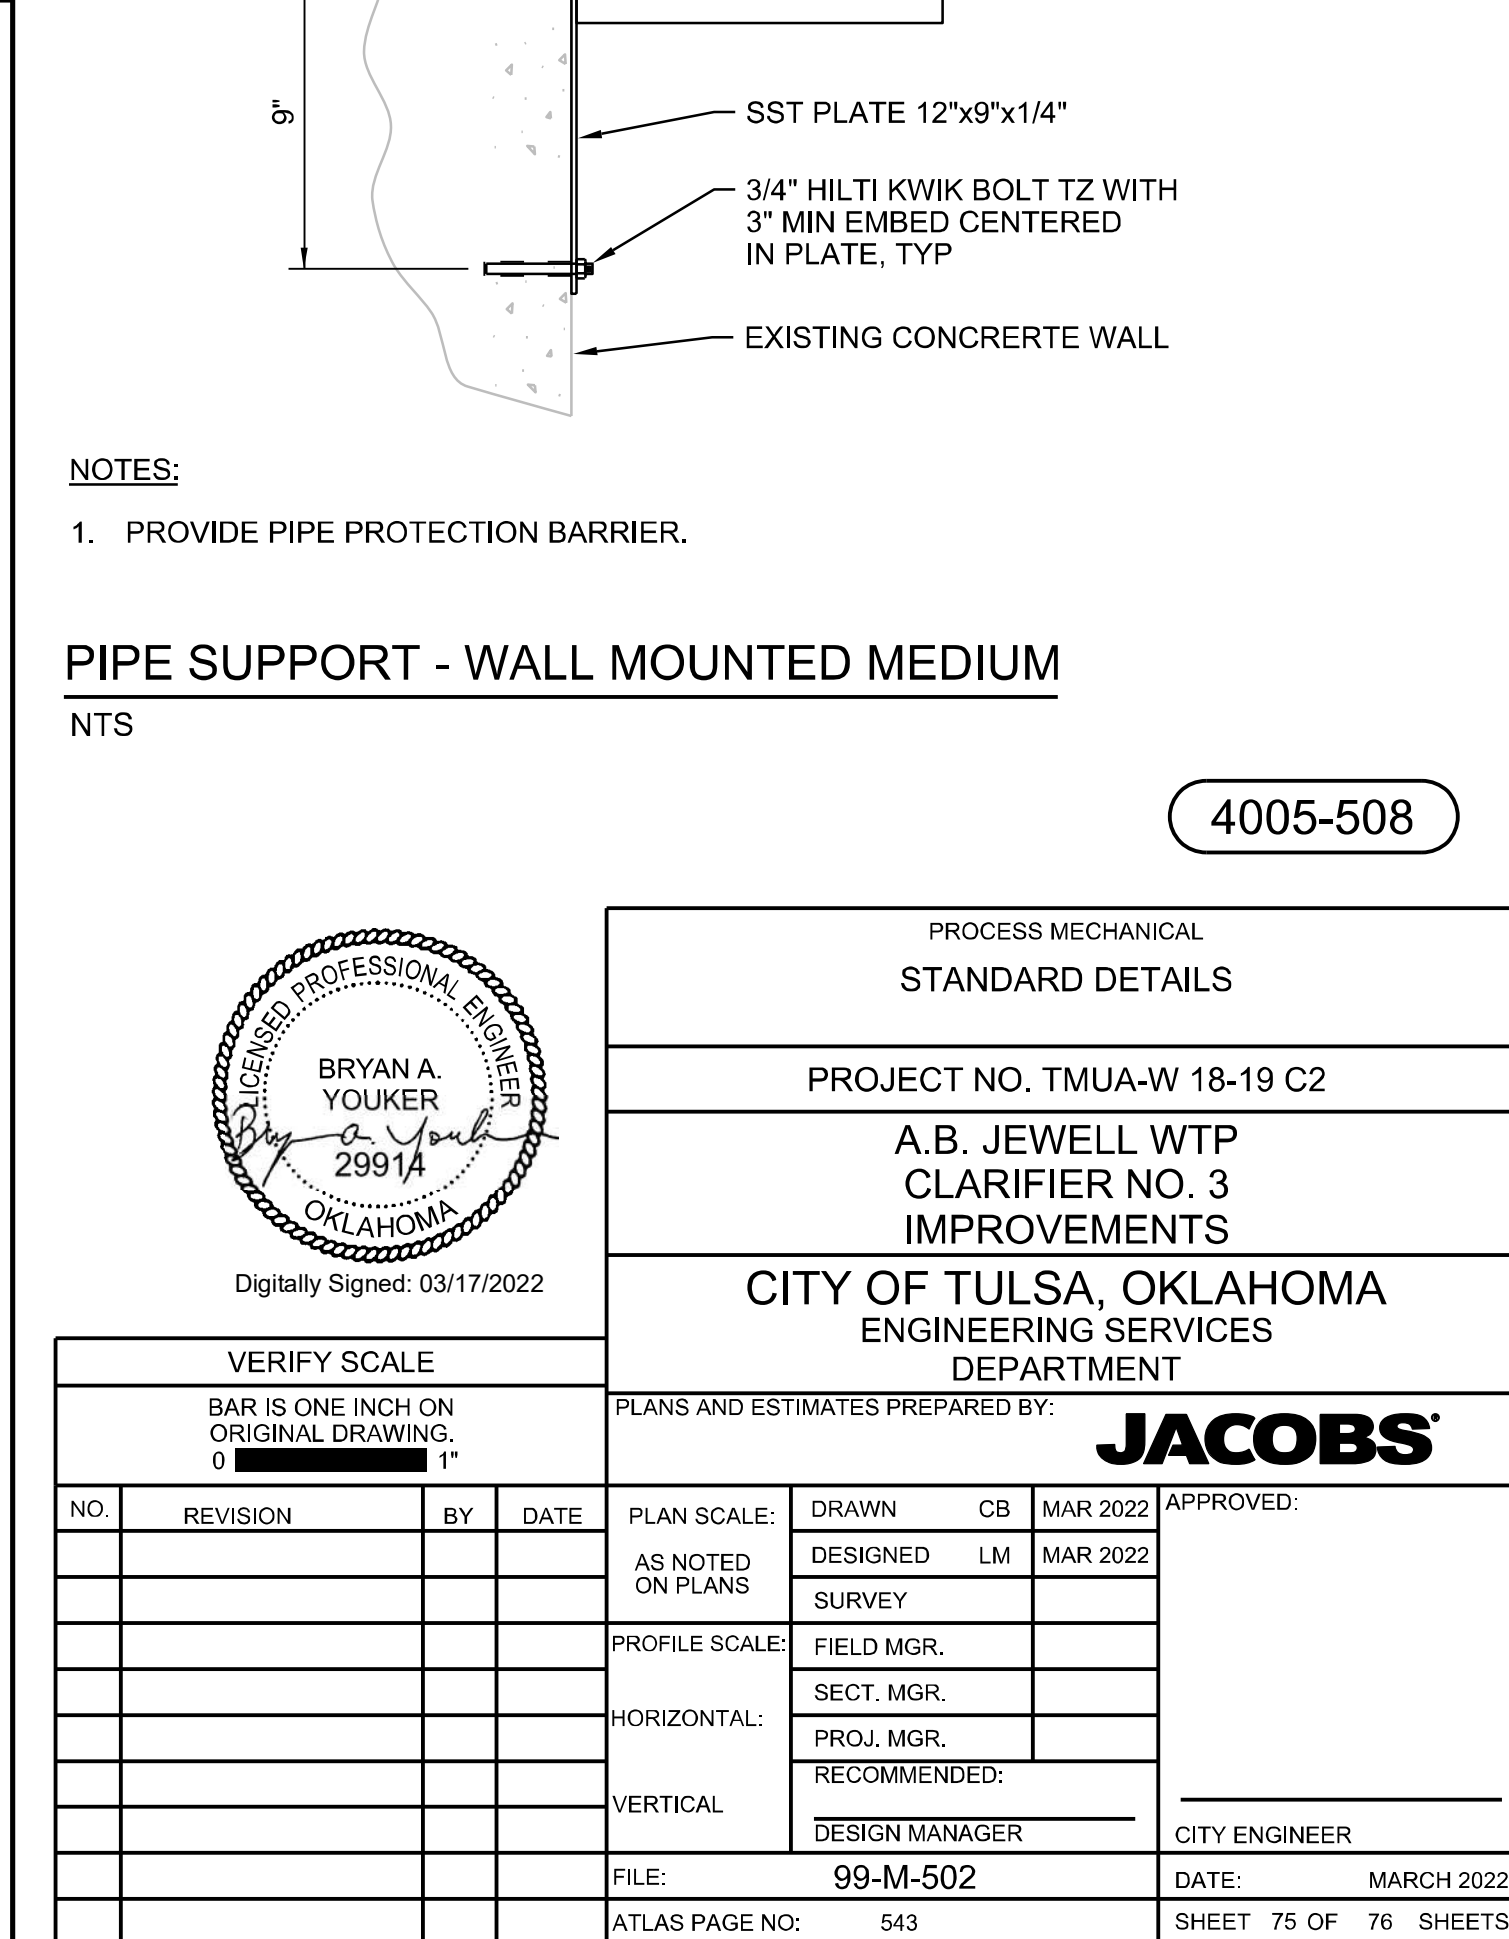 9"
SST PLATE 12"x9"x1/4"
3/4" HILTI KWIK BOLT TZ WITH
3" MIN EMBED CENTERED
IN PLATE, TYP
EXISTING CONCRERTE WALL
NOTES:
1. PROVIDE PIPE PROTECTION BARRIER.
PIPE SUPPORT - WALL MOUNTED MEDIUM
NTS
4005-508
LICENSED PROFESSIONAL ENGINEER
BRYAN A.
YOUKER
Bryan A. Youker
29914
OKLAHOMA
Digitally Signed: 03/17/2022
PROCESS MECHANICAL
STANDARD DETAILS
PROJECT NO. TMUA-W 18-19 C2
A.B. JEWELL WTP
CLARIFIER NO. 3
IMPROVEMENTS
CITY OF TULSA, OKLAHOMA
ENGINEERING SERVICES
DEPARTMENT
VERIFY SCALE
BAR IS ONE INCH ON
ORIGINAL DRAWING.
0 1"
PLANS AND ESTIMATES PREPARED BY:
JACOBS®
NO. REVISION BY DATE
PLAN SCALE:
AS NOTED
ON PLANS
PROFILE SCALE:
HORIZONTAL:
VERTICAL
DRAWN CB MAR 2022
DESIGNED LM MAR 2022
SURVEY
FIELD MGR.
SECT. MGR.
PROJ. MGR.
RECOMMENDED:
DESIGN MANAGER
APPROVED:
CITY ENGINEER
FILE: 99-M-502
DATE: MARCH 2022
ATLAS PAGE NO: 543
SHEET 75 OF 76 SHEETS